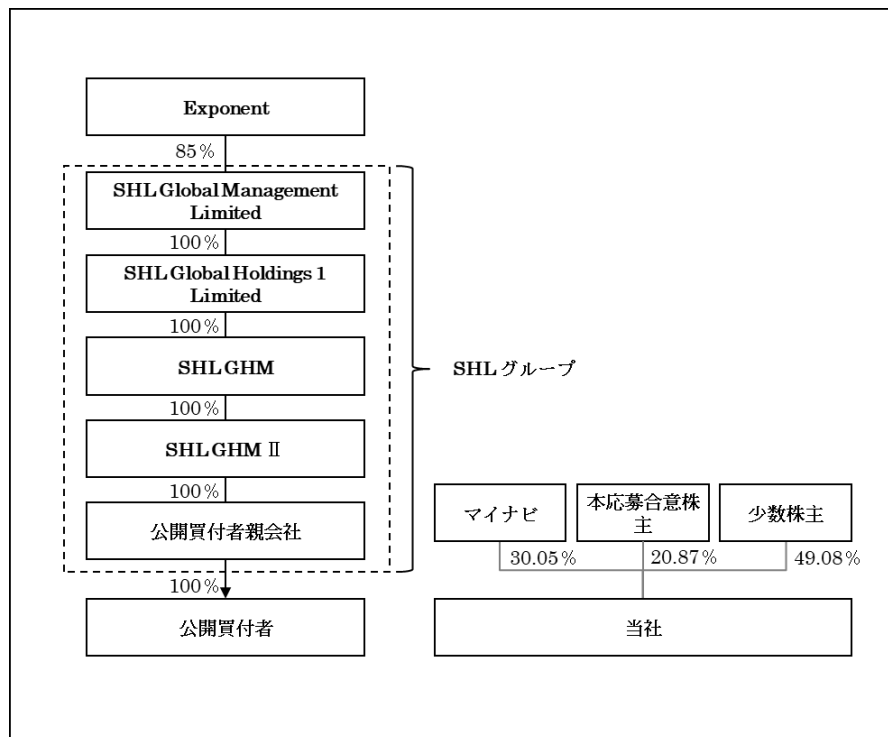 Exponent
85%
SHL Global Management
Limited
100%
SHL Global Holdings 1
Limited
100%
SHL GHM
100%
SHL GHM Ⅱ
100%
公開買付者親会社
100%
公開買付者
SHLグループ
マイナビ
本応募合意株
主
少数株主
30.05%
20.87%
49.08%
当社